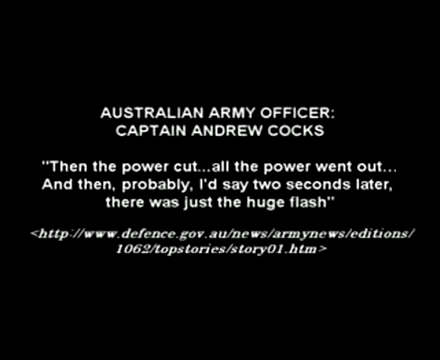 AUSTRALIAN ARMY OFFICER:
CAPTAIN ANDREW COCKS
"Then the power cut...all the power went out...
And then, probably, I'd say two seconds later,
there was just the huge flash"
<http://www.defence.gov.au/news/armynews/editions/
1062/topstories/story01.htm>